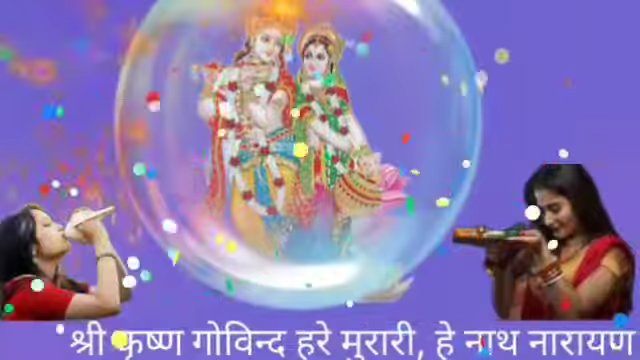 "श्री कृष्ण गोविन्द हरे मुरारी, हे नाथ नारायण